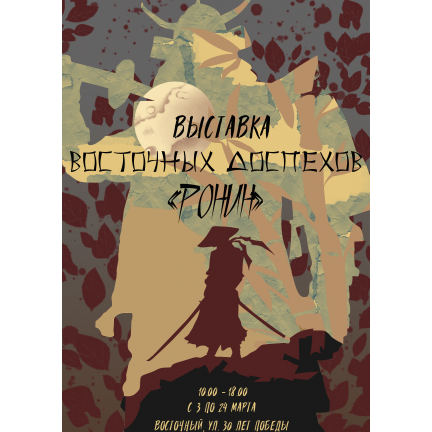 ВЫСТАВКА
ВОСТОЧНЫХ ДОСПЕХОВ
«РОНИН»
10.00 - 18.00
С 3 ПО 24 МАРТА
ВОСТОЧНЫЙ, УЛ. 30 ЛЕТ ПОБЕДЫ